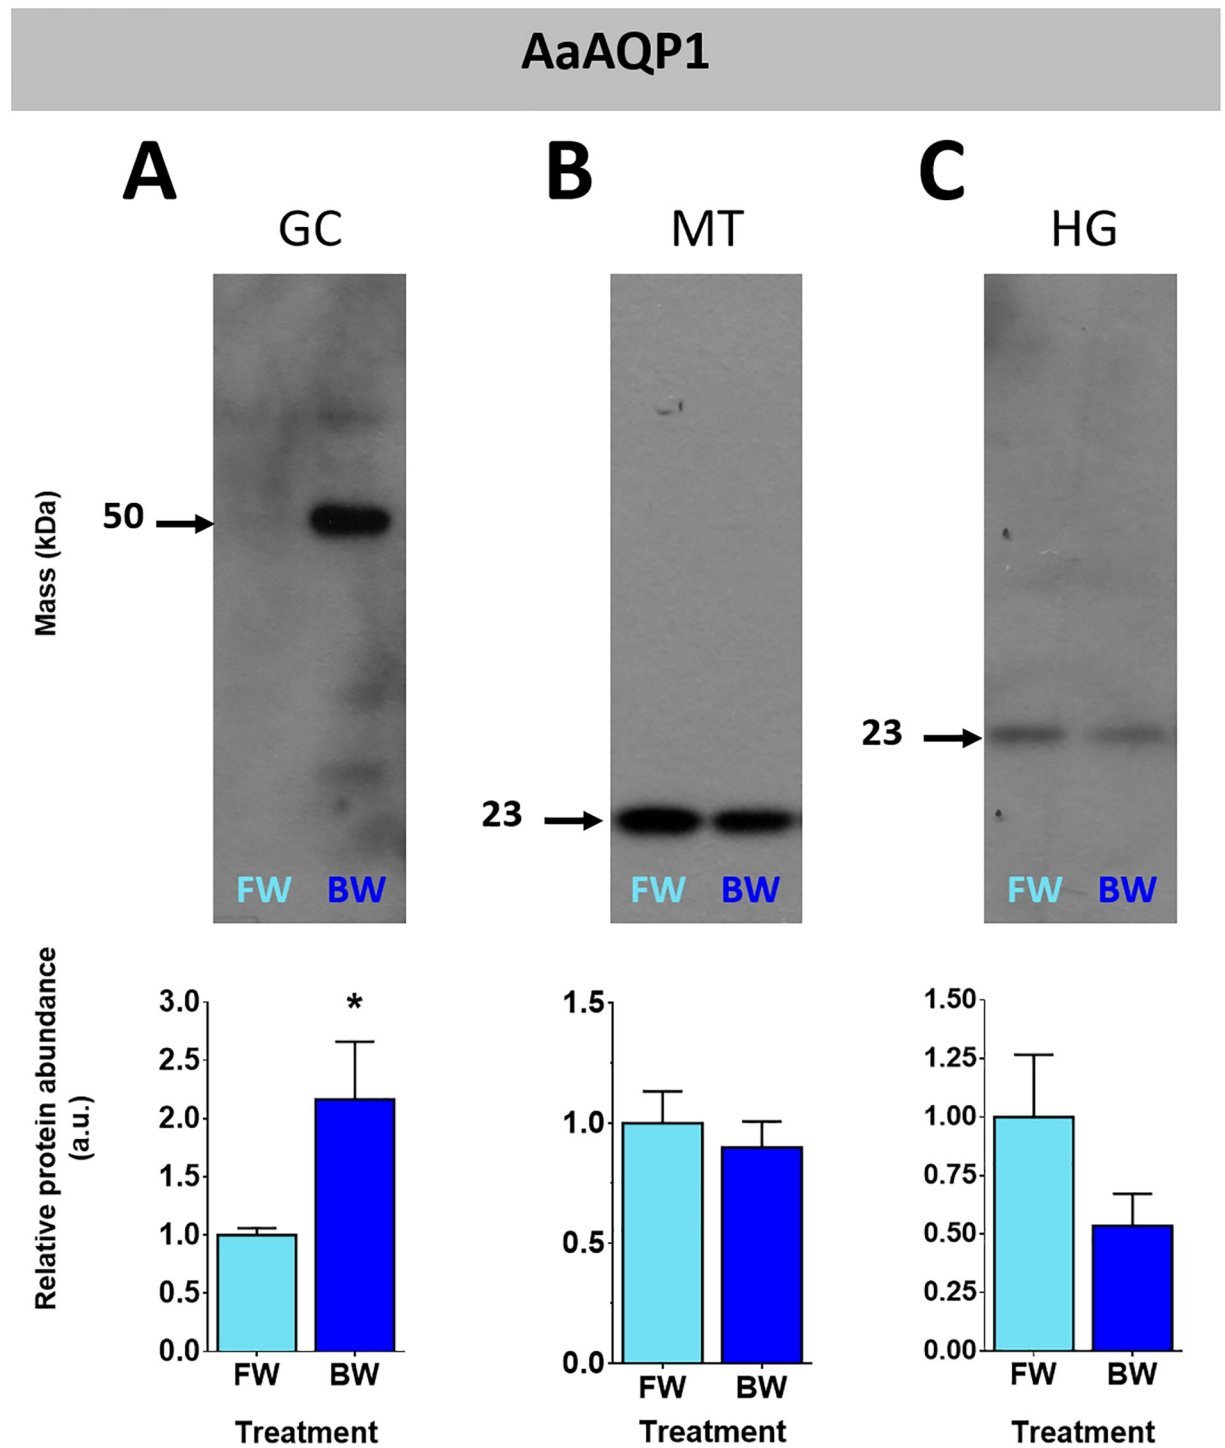 AaAQP1
A
B
C
GC
MT
HG
Mass (kDa)
50
23
23
FW BW
FW BW
FW BW
Relative protein abundance
(a.u.)
3.0
2.5
2.0
1.5
1.0
0.5
0.0
*
FW BW
Treatment
1.5
1.0
0.5
0.0
FW BW
Treatment
1.50
1.25
1.00
0.75
0.50
0.25
0.00
FW BW
Treatment